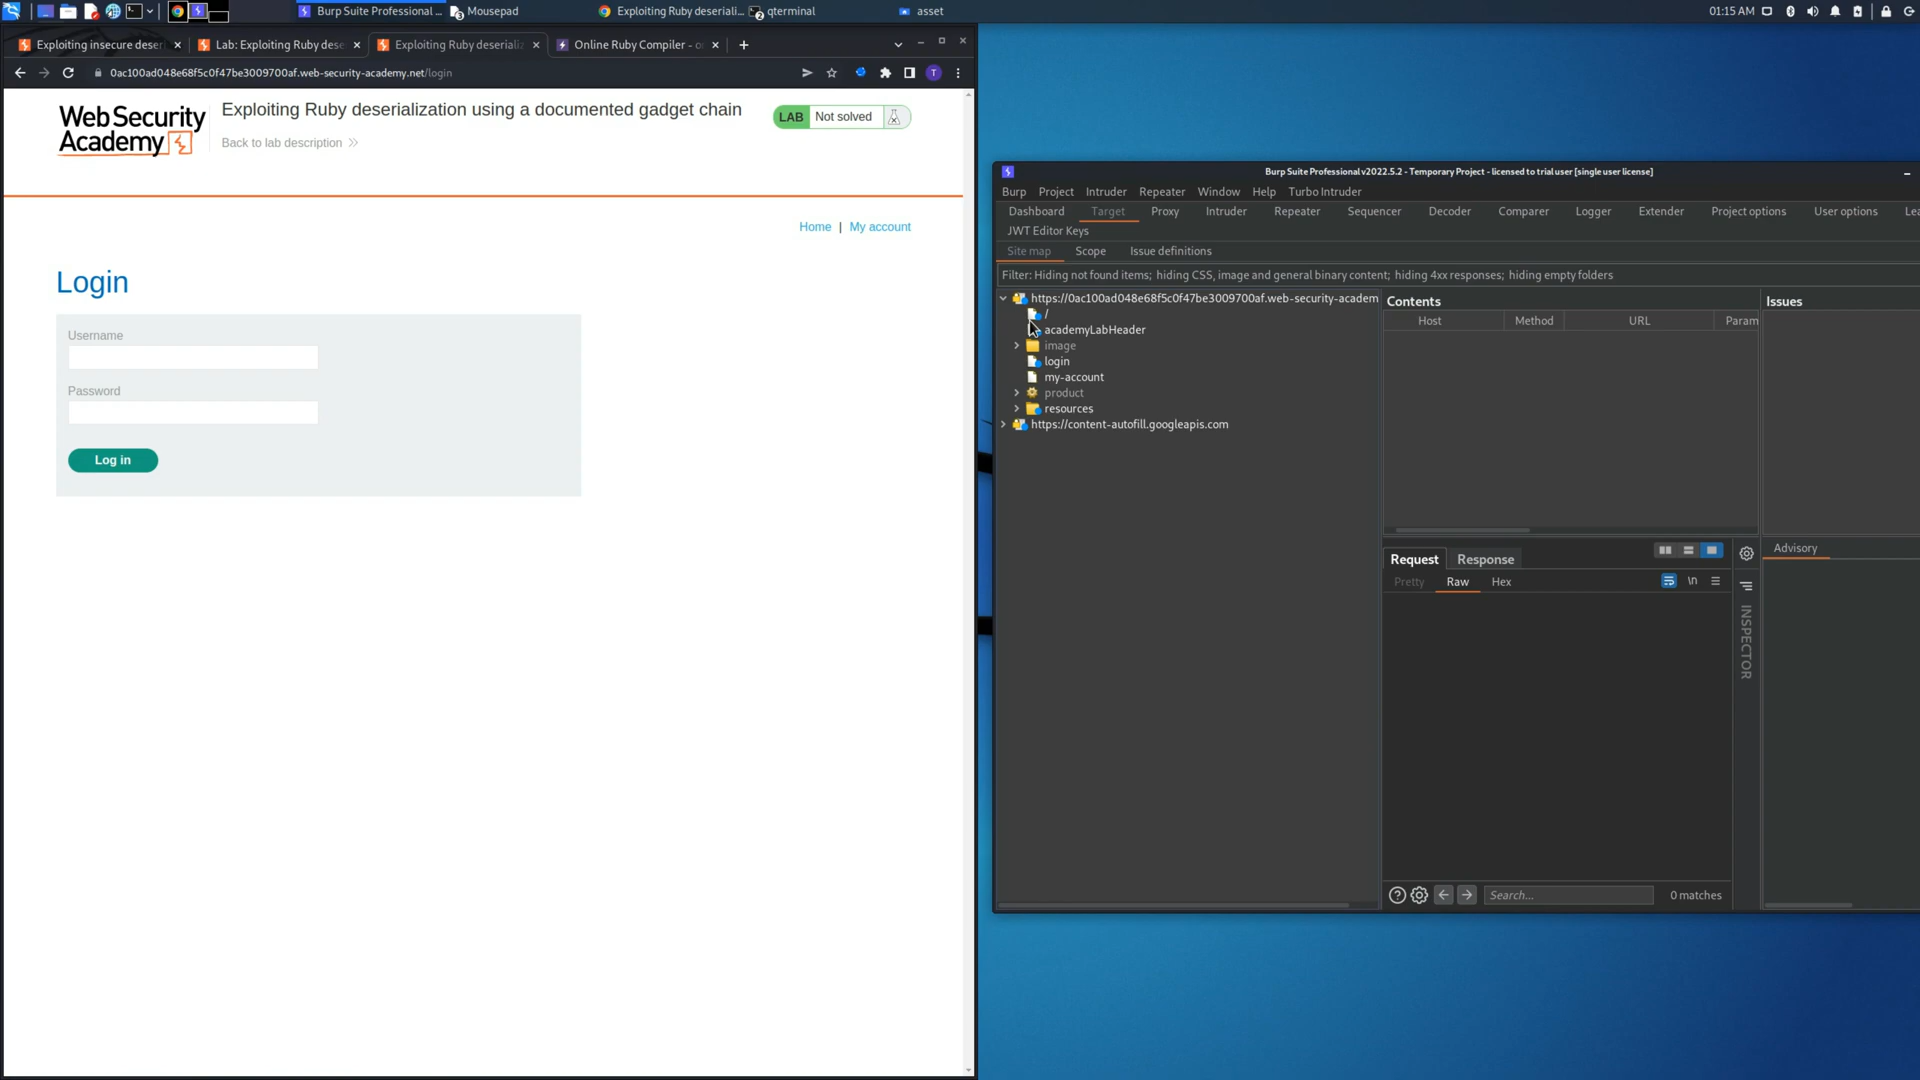 Burp Suite Professional ...
Mousepad
Exploiting Ruby deseriali...
qterminal
asset
01:15 AM
Exploiting insecure deser
Lab: Exploiting Ruby dese
Exploiting Ruby deserializ
Online Ruby Compiler - o
0ac100ad048e68f5c0f47be3009700af.web-security-academy.net/login
T
Web Security
Academy
Exploiting Ruby deserialization using a documented gadget chain
Back to lab description
LAB
Not solved
Home | My account
Login
Username
Password
Log in
Burp Suite Professional v2022.5.2 - Temporary Project - licensed to trial user [single user license]
Burp Project Intruder Repeater Window Help Turbo Intruder
Dashboard Target Proxy Intruder Repeater Sequencer Decoder Comparer Logger Extender Project options User options Lea
JWT Editor Keys
Site map Scope Issue definitions
Filter: Hiding not found items; hiding CSS, image and general binary content; hiding 4xx responses; hiding empty folders
https://0ac100ad048e68f5c0f47be3009700af.web-security-academ
/
academyLabHeader
image
login
my-account
product
resources
https://content-autofill.googleapis.com
Contents
Host Method URL Param
Issues
Request Response
Pretty Raw Hex
\n
INSPECTOR
Advisory
Search...
0 matches